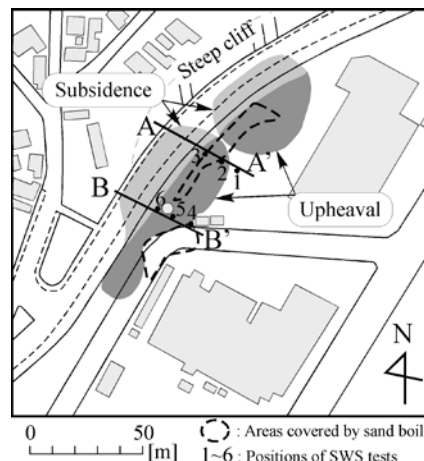 Steep cliff
Subsidence
A
A'
3
2
1
B
6
5
4
B'
Upheaval
N
0 50
[m]
: Areas covered by sand boil
1~6 : Positions of SWS tests